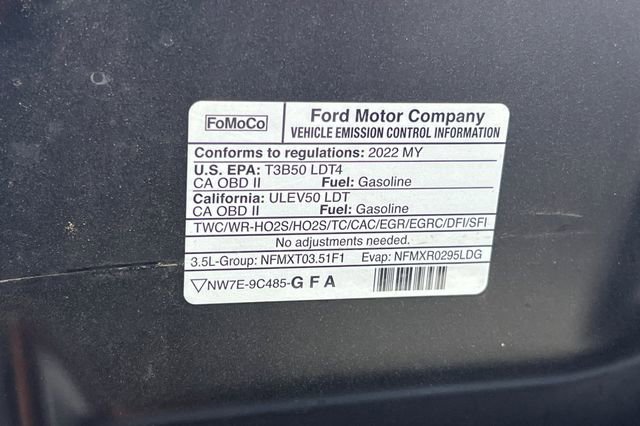 FoMoCo
Ford Motor Company
VEHICLE EMISSION CONTROL INFORMATION
Conforms to regulations: 2022 MY
U.S. EPA: T3B50 LDT4
CA OBD II Fuel: Gasoline
California: ULEV50 LDT
CA OBD II Fuel: Gasoline
TWC/WR-HO2S/HO2S/TC/CAC/EGR/EGRC/DFI/SFI
No adjustments needed.
3.5L-Group: NFMXT03.51F1 Evap: NFMXR0295LDG
▽NW7E-9C485-G F A